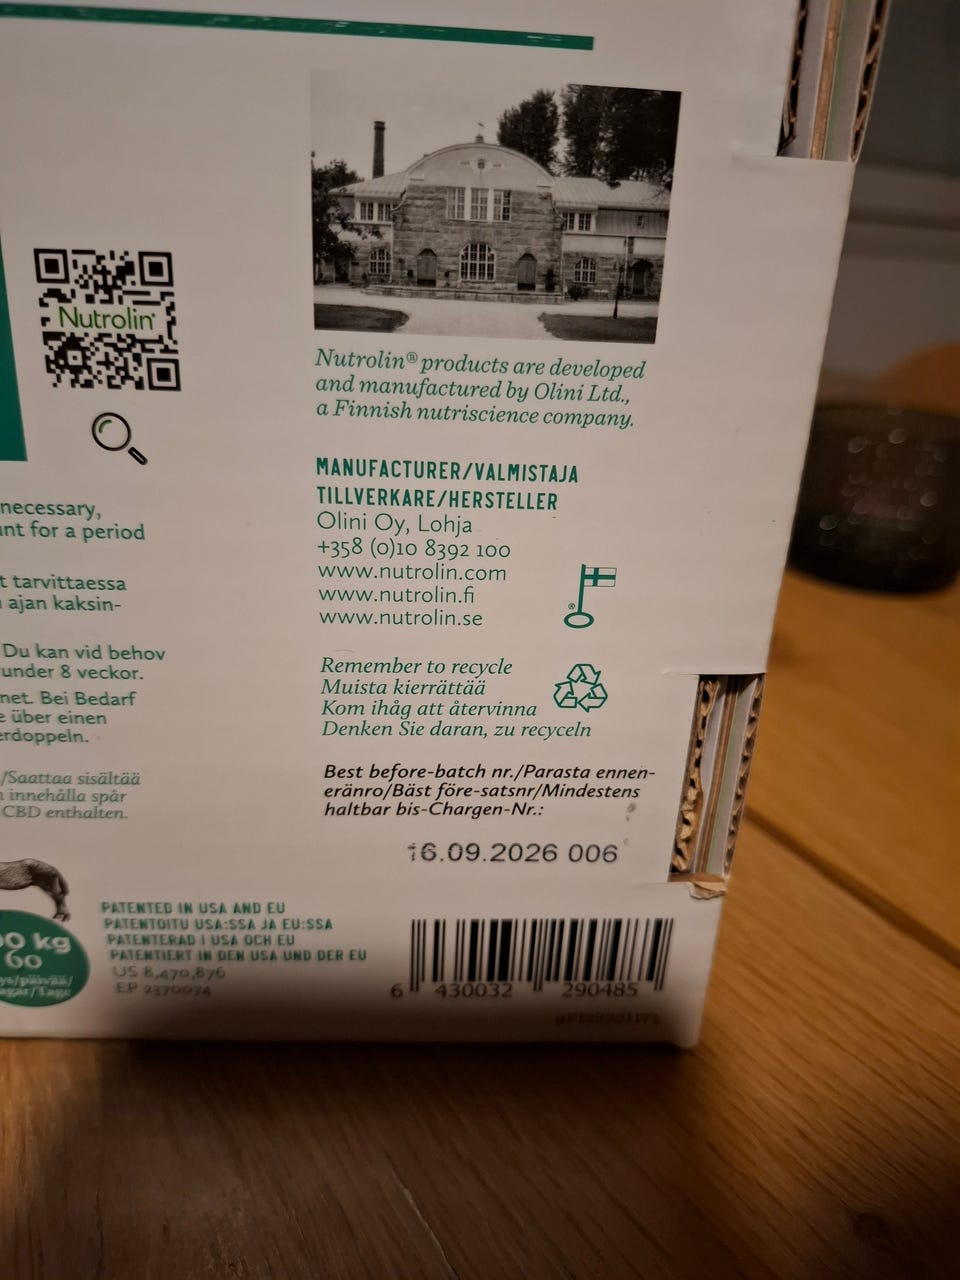 Nutrolin®
necessary,
nt for a period
t tarvittaessa
ajan kaksin-
Du kan vid behov
under 8 veckor.
net. Bei Bedarf
e über einen
erdoppeln.
/Saattaa sisältää
innehålla spår
CBD enthalten.
Nutrolin® products are developed
and manufactured by Olini Ltd.,
a Finnish nutriscience company.
MANUFACTURER/VALMISTAJA
TILLVERKARE/HERSTELLER
Olini Oy, Lohja
+358 (0)10 8392 100
www.nutrolin.com
www.nutrolin.fi
www.nutrolin.se
®
Remember to recycle
Muista kierrättää
Kom ihåg att återvinna
Denken Sie daran, zu recyceln
Best before-batch nr./Parasta ennen-
eränro/Bäst före-satsnr/Mindestens
haltbar bis-Chargen-Nr.:
16.09.2026 006
00 kg
60
ys/päivää/
agar/Tage
PATENTED IN USA AND EU
PATENTOITU USA:SSA JA EU:SSA
PATENTERAD I USA OCH EU
PATENTIERT IN DEN USA UND DER EU
US 8,470,876
EP 2370074
6 430032 290485